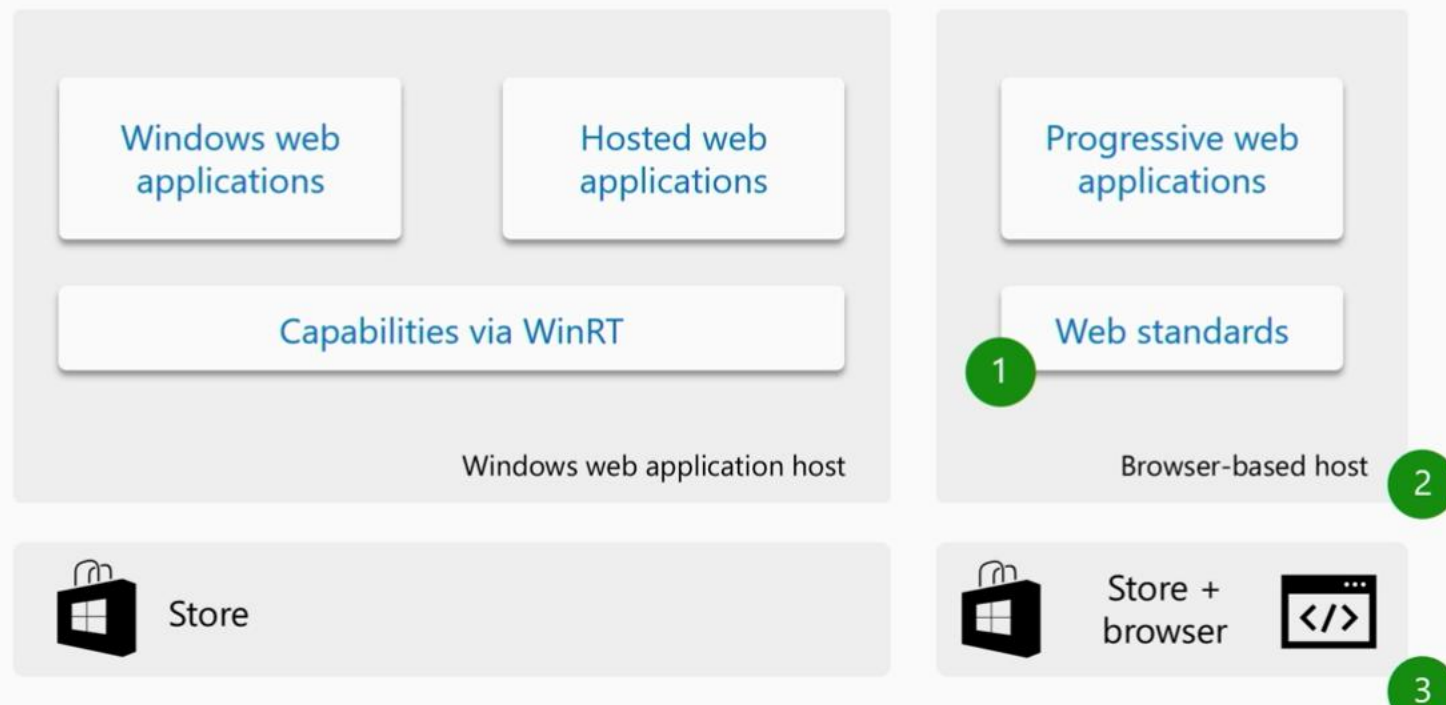 Windows web
applications
Hosted web
applications
Capabilities via WinRT
Windows web application host
Store
Progressive web
applications
Web standards
1
Browser-based host
2
Store +
browser
</>
3